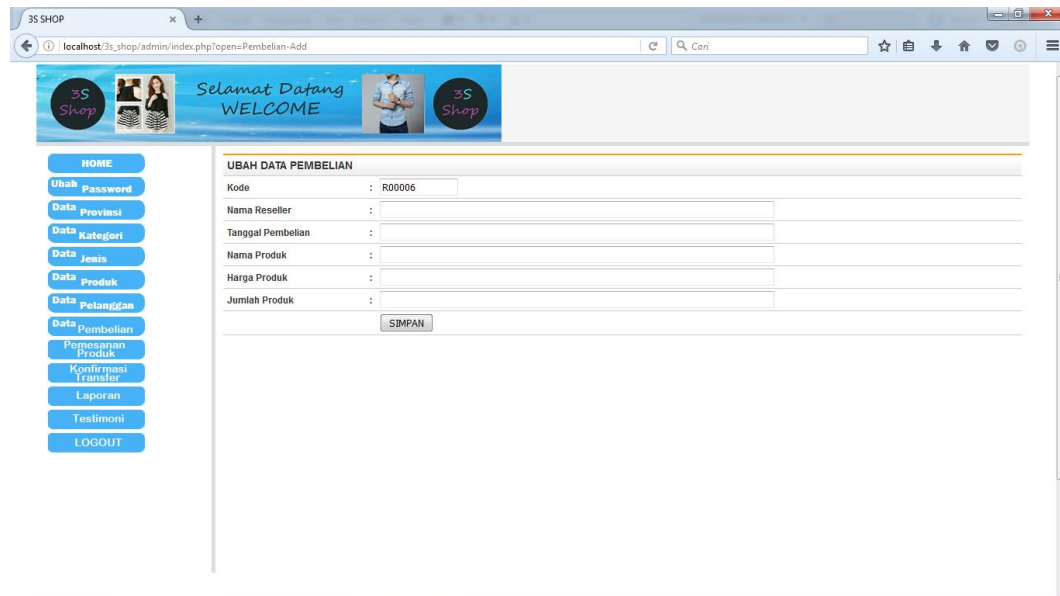 3S SHOP
localhost/3s_shop/admin/index.php?open=Pembelian-Add
Cari
3S Shop
Selamat Datang
WELCOME
3S Shop
HOME
Ubah Password
Data Provinsi
Data Kategori
Data Jenis
Data Produk
Data Pelanggan
Data Pembelian
Pemesanan Produk
Konfirmasi Transfer
Laporan
Testimoni
LOGOUT
UBAH DATA PEMBELIAN
Kode : R00006
Nama Reseller :
Tanggal Pembelian :
Nama Produk :
Harga Produk :
Jumlah Produk :
SIMPAN